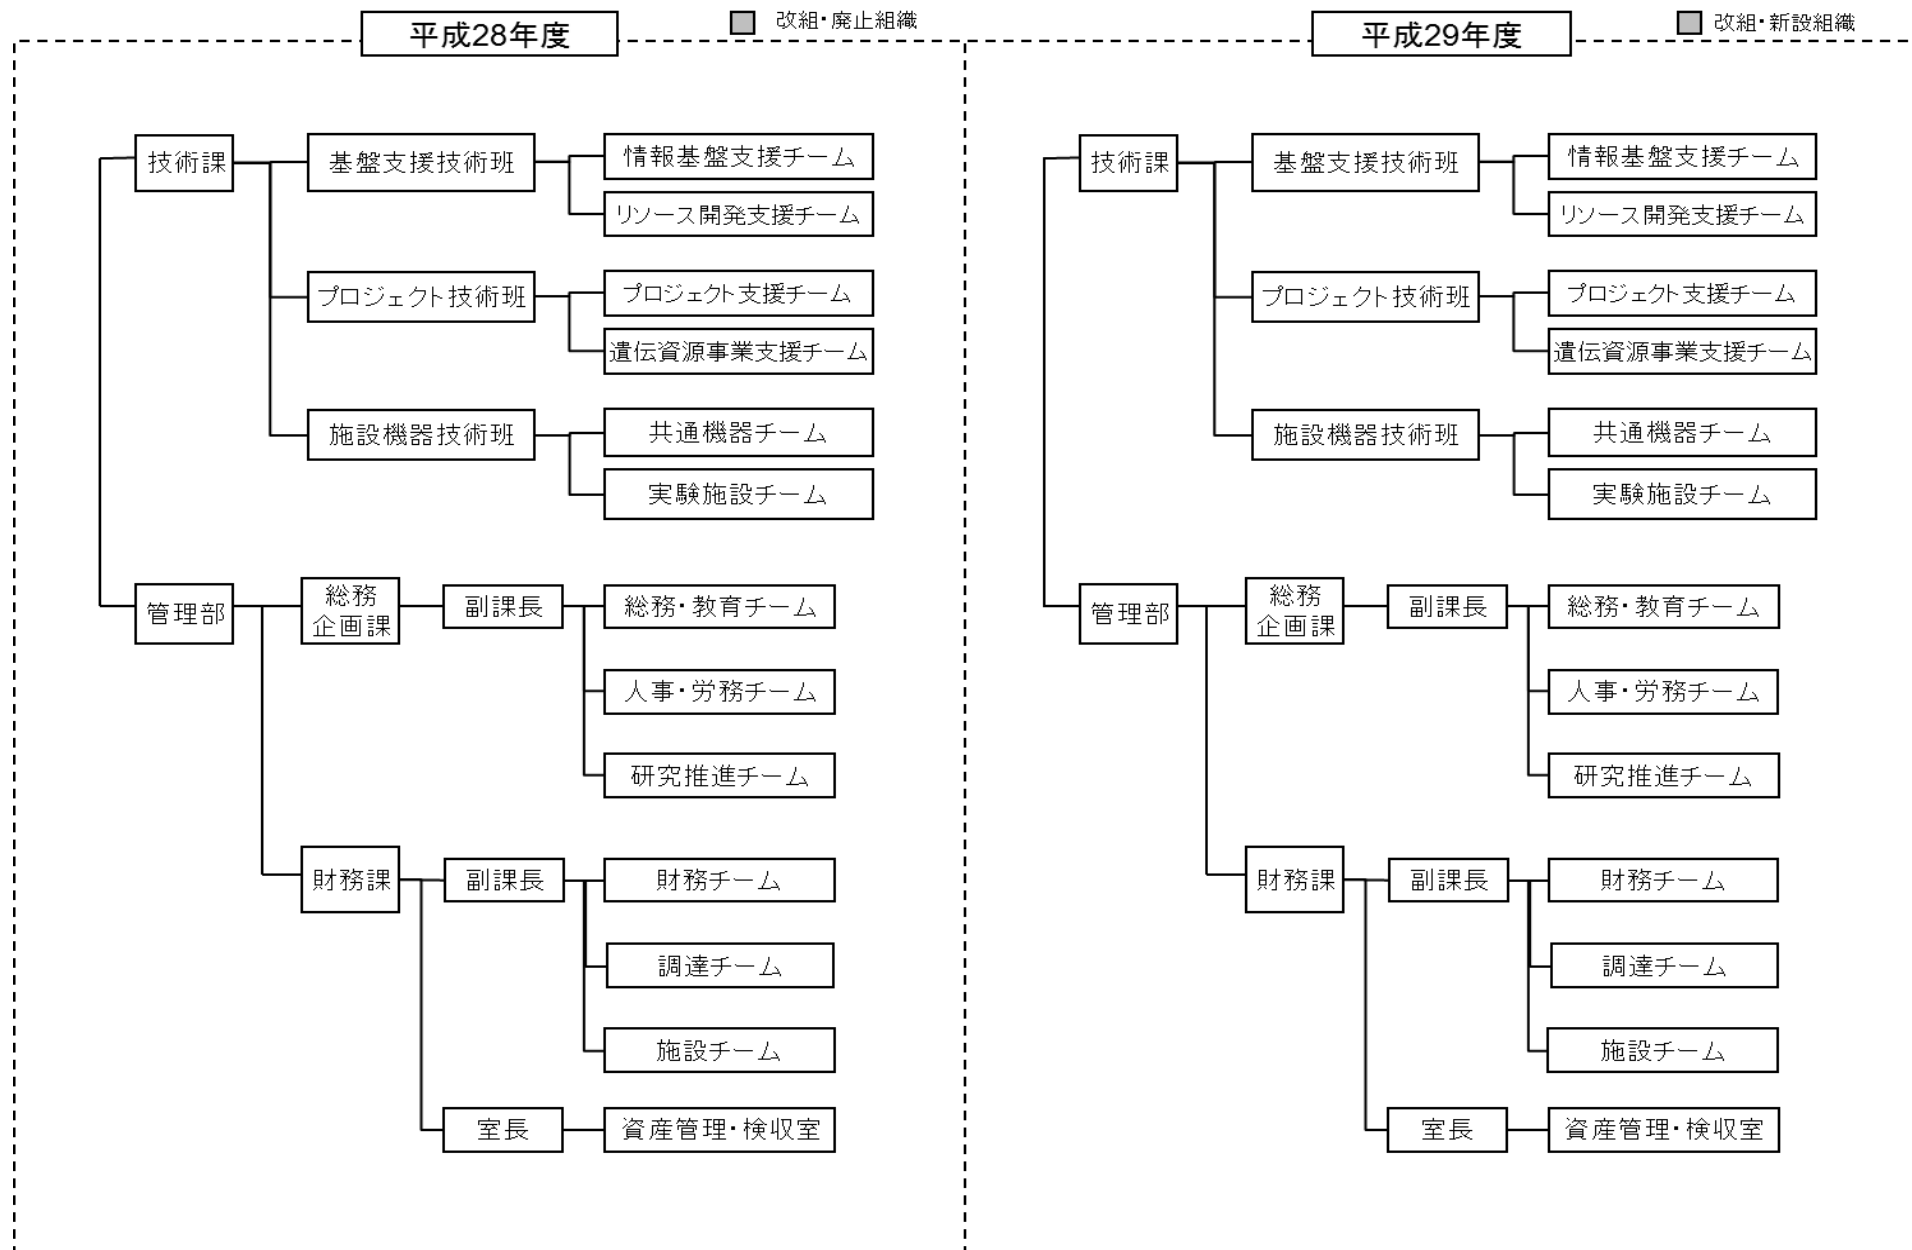 平成28年度
改組・廃止組織
技術課
基盤支援技術班
情報基盤支援チーム
リソース開発支援チーム
プロジェクト技術班
プロジェクト支援チーム
遺伝資源事業支援チーム
施設機器技術班
共通機器チーム
実験施設チーム
管理部
総務
企画課
副課長
総務・教育チーム
人事・労務チーム
研究推進チーム
財務課
副課長
財務チーム
調達チーム
施設チーム
室長
資産管理・検収室
平成29年度
改組・新設組織
技術課
基盤支援技術班
情報基盤支援チーム
リソース開発支援チーム
プロジェクト技術班
プロジェクト支援チーム
遺伝資源事業支援チーム
施設機器技術班
共通機器チーム
実験施設チーム
管理部
総務
企画課
副課長
総務・教育チーム
人事・労務チーム
研究推進チーム
財務課
副課長
財務チーム
調達チーム
施設チーム
室長
資産管理・検収室